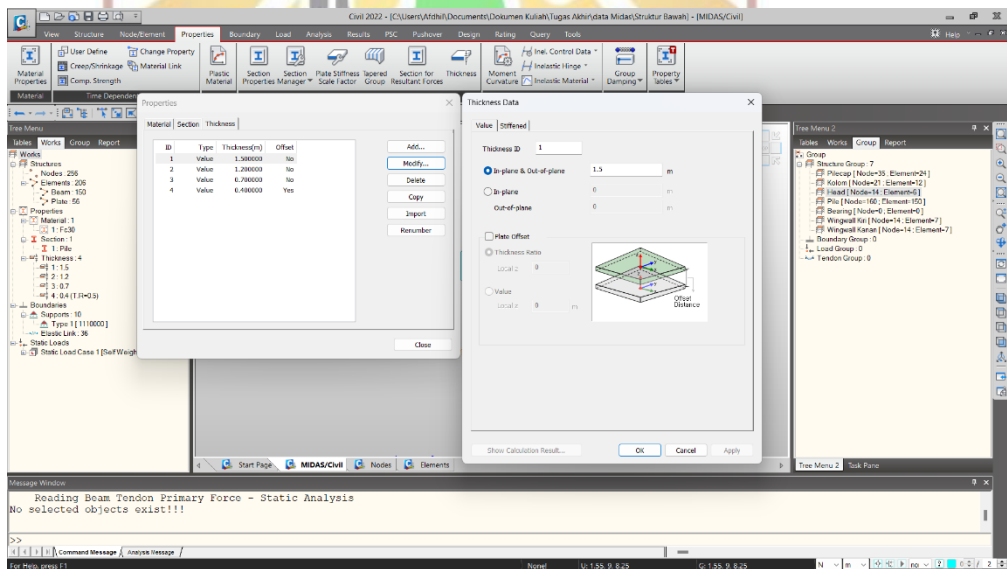 Civil 2022 - [C:\Users\Afdhil\Documents\Dokumen Kuliah\Tugas Akhir\data Midas\Struktur Bawah] - [MIDAS/Civil]
View Structure Node/Element Properties Boundary Load Analysis Results PSC Pushover Design Rating Query Tools Help
Material Properties
User Define
Creep/Shrinkage
Comp. Strength
Change Property
Material Link
Plastic Material
Section Properties
Section Manager
Plate Stiffness Scale Factor
Tapered Group
Section for Resultant Forces
Thickness
Moment Curvature
Inel. Control Data
Inelastic Hinge
Inelastic Material
Group Damping
Property Tables
Material Time Dependen
Tree Menu
Tables Works Group Report
Works
Structures
Nodes : 256
Elements : 206
Beam : 150
Plate : 56
Properties
Material : 1
1 : Fc30
Section : 1
1 : Pile
Thickness : 4
1 : 1.5
2 : 1.2
3 : 0.7
4 : 0.4 (T.R=0.5)
Boundaries
Supports : 10
Type 1 [ 1110000 ]
Elastic Link : 36
Static Loads
Static Load Case 1 [Self Weigh
Properties
Material Section Thickness
ID Type Thickness(m) Offset
1 Value 1.500000 No
2 Value 1.200000 No
3 Value 0.700000 No
4 Value 0.400000 Yes
Add...
Modify...
Delete
Copy
Import
Renumber
Close
Thickness Data
Value Stiffened
Thickness ID 1
In-plane & Out-of-plane 1.5 m
In-plane 0 m
Out-of-plane 0 m
Plate Offset
Thickness Ratio
Local z 0
Value
Local z 0 m
Offset Distance
Show Calculation Result...
OK Cancel Apply
Tree Menu 2
Tables Works Group Report
Group
Structure Group : 7
Pilecap [ Node=35 ; Element=24 ]
Kolom [ Node=21 ; Element=12 ]
Head [ Node=14 ; Element=6 ]
Pile [ Node=160 ; Element=150 ]
Bearing [ Node=0 ; Element=0 ]
Wingwall Kiri [ Node=14 ; Element=7 ]
Wingwall Kanan [ Node=14 ; Element=7 ]
Boundary Group : 0
Load Group : 0
Tendon Group : 0
Start Page MIDAS/Civil Nodes Elements
Tree Menu 2 Task Pane
Message Window
Reading Beam Tendon Primary Force - Static Analysis
No selected objects exist!!!
>>
Command Message Analysis Message
For Help, press F1 None! U: 1.55, 9, 8.25 G: 1.55, 9, 8.25 N m no ? 0 0 / 2